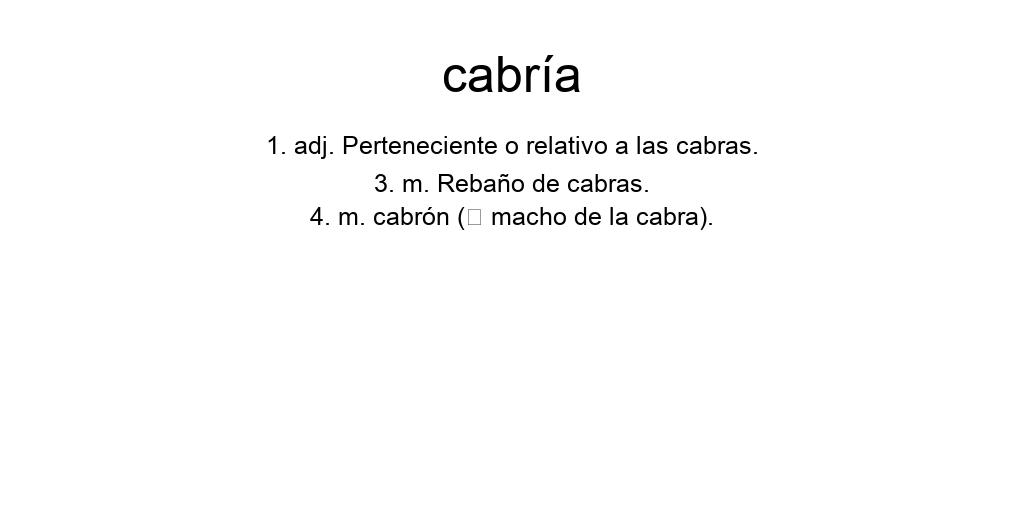 cabría
1. adj. Perteneciente o relativo a las cabras.
3. m. Rebaño de cabras.
4. m. cabrón (□ macho de la cabra).